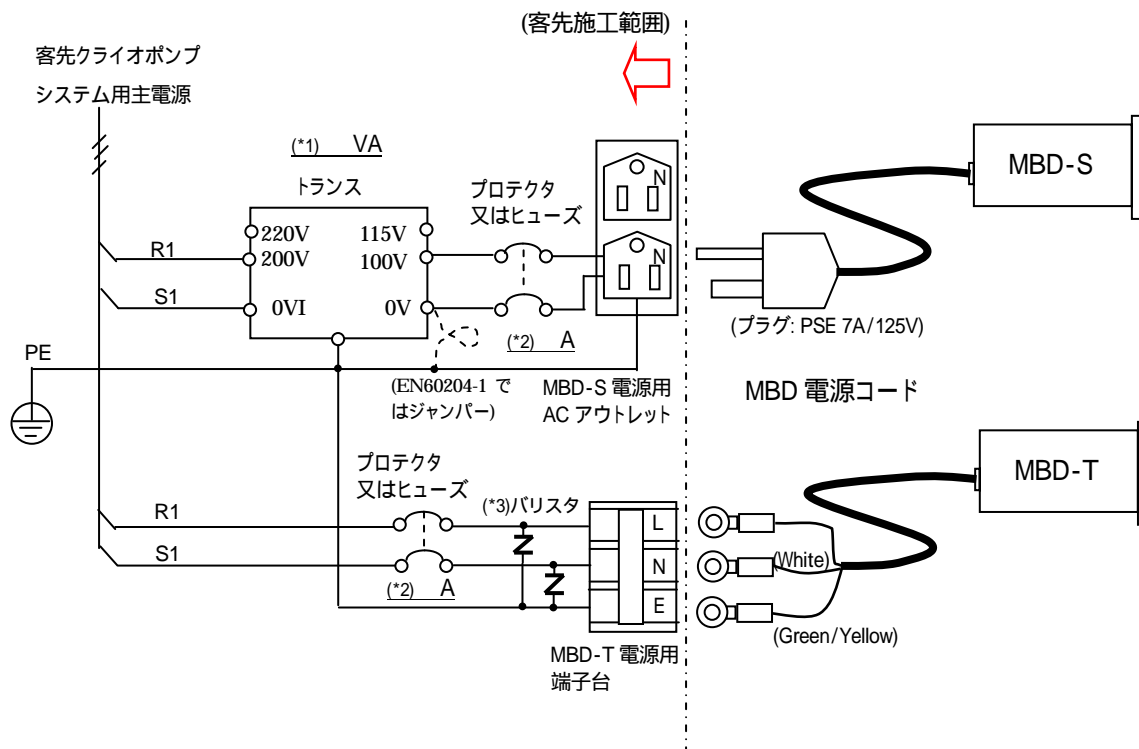 (客先施工範囲)
客先クライオポンプ
システム用主電源
(*1) VA
トランス
プロテクタ
又はヒューズ
220V 115V
200V 100V
0VI 0V
R1
S1
N
N
(*2) A
PE
(EN60204-1 で
はジャンパー)
MBD-S 電源用
AC アウトレット
MBD-S
(プラグ: PSE 7A/125V)
MBD 電源コード
MBD-T
プロテクタ
又はヒューズ
(*3)バリスタ
R1
S1
(*2) A
L
N
E
(White)
(Green/Yellow)
MBD-T 電源用
端子台